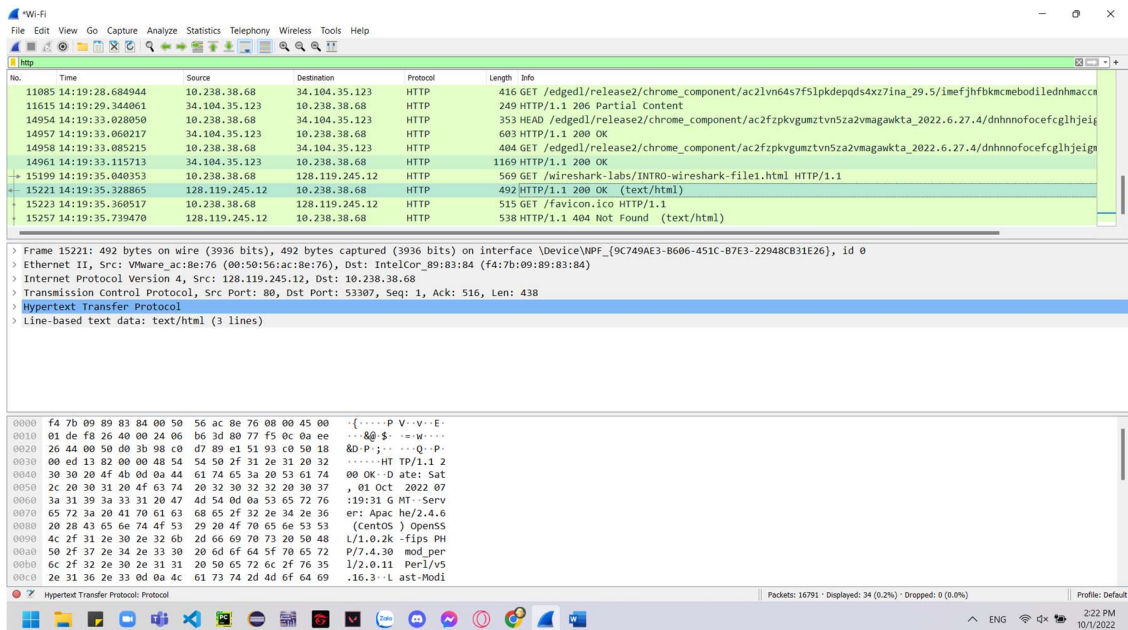 *Wi-Fi
File Edit View Go Capture Analyze Statistics Telephony Wireless Tools Help
http
No. Time Source Destination Protocol Length Info
11085 14:19:28.684944 10.238.38.68 34.104.35.123 HTTP 416 GET /edgedl/release2/chrome_component/ac2lvn64s7f5lpkdepqds4xz7ina_29.5/imefjhfbkmcmebodilednhmaccm
11615 14:19:29.344061 34.104.35.123 10.238.38.68 HTTP 249 HTTP/1.1 206 Partial Content
14954 14:19:33.028050 10.238.38.68 34.104.35.123 HTTP 353 HEAD /edgedl/release2/chrome_component/ac2fzpkvgumztvn5za2vmagawkta_2022.6.27.4/dnhnnofocefcglhjeig
14957 14:19:33.060217 34.104.35.123 10.238.38.68 HTTP 603 HTTP/1.1 200 OK
14958 14:19:33.085215 10.238.38.68 34.104.35.123 HTTP 404 GET /edgedl/release2/chrome_component/ac2fzpkvgumztvn5za2vmagawkta_2022.6.27.4/dnhnnofocefcglhjeigm
14961 14:19:33.115713 34.104.35.123 10.238.38.68 HTTP 1169 HTTP/1.1 200 OK
15199 14:19:35.040353 10.238.38.68 128.119.245.12 HTTP 569 GET /wireshark-labs/INTRO-wireshark-file1.html HTTP/1.1
15221 14:19:35.328865 128.119.245.12 10.238.38.68 HTTP 492 HTTP/1.1 200 OK (text/html)
15223 14:19:35.360517 10.238.38.68 128.119.245.12 HTTP 515 GET /favicon.ico HTTP/1.1
15257 14:19:35.739470 128.119.245.12 10.238.38.68 HTTP 538 HTTP/1.1 404 Not Found (text/html)
> Frame 15221: 492 bytes on wire (3936 bits), 492 bytes captured (3936 bits) on interface \Device\NPF_{9C749AE3-B606-451C-B7E3-22948CB31E26}, id 0
> Ethernet II, Src: VMware_ac:8e:76 (00:50:56:ac:8e:76), Dst: IntelCor_89:83:84 (f4:7b:09:89:83:84)
> Internet Protocol Version 4, Src: 128.119.245.12, Dst: 10.238.38.68
> Transmission Control Protocol, Src Port: 80, Dst Port: 53307, Seq: 1, Ack: 516, Len: 438
> Hypertext Transfer Protocol
> Line-based text data: text/html (3 lines)
0000 f4 7b 09 89 83 84 00 50 56 ac 8e 76 08 00 45 00 ·{·····P V··v··E·
0010 01 de f8 26 40 00 24 06 b6 3d 80 77 f5 0c 0a ee ···&@·$· ·=·w····
0020 26 44 00 50 d0 3b 98 c0 d7 89 e1 51 93 c0 50 18 &D·P·;·· ···Q··P·
0030 00 ed 13 82 00 00 48 54 54 50 2f 31 2e 31 20 32 ······HT TP/1.1 2
0040 30 30 20 4f 4b 0d 0a 44 61 74 65 3a 20 53 61 74 00 OK··D ate: Sat
0050 2c 20 30 31 20 4f 63 74 20 32 30 32 32 20 30 37 , 01 Oct 2022 07
0060 3a 31 39 3a 33 31 20 47 4d 54 0d 0a 53 65 72 76 :19:31 G MT··Serv
0070 65 72 3a 20 41 70 61 63 68 65 2f 32 2e 34 2e 36 er: Apac he/2.4.6
0080 20 28 43 65 6e 74 4f 53 29 20 4f 70 65 6e 53 53 (CentOS ) OpenSS
0090 4c 2f 31 2e 30 2e 32 6b 2d 66 69 70 73 20 50 48 L/1.0.2k -fips PH
00a0 50 2f 37 2e 34 2e 33 30 20 6d 6f 64 5f 70 65 72 P/7.4.30 mod_per
00b0 6c 2f 32 2e 30 2e 31 31 20 50 65 72 6c 2f 76 35 l/2.0.11 Perl/v5
00c0 2e 31 36 2e 33 0d 0a 4c 61 73 74 2d 4d 6f 64 69 .16.3··L ast-Modi
Hypertext Transfer Protocol: Protocol Packets: 16791 · Displayed: 34 (0.2%) · Dropped: 0 (0.0%) Profile: Default
Zalo ENG 2:22 PM
10/1/2022